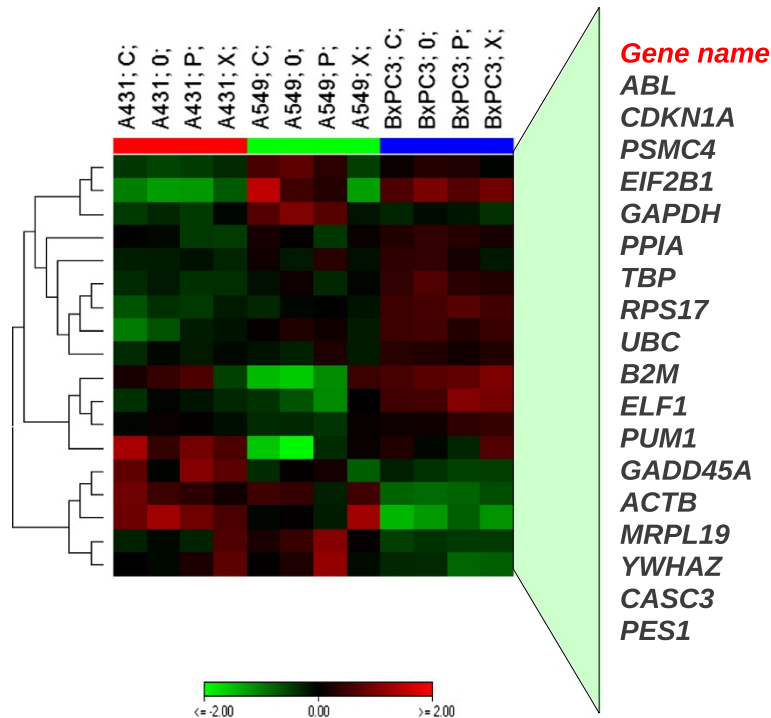 A431; C;
A431; 0;
A431; P;
A431; X;
A549; C;
A549; 0;
A549; P;
A549; X;
BxPC3; C;
BxPC3; 0;
BxPC3; P;
BxPC3; X;
Gene name
ABL
CDKN1A
PSMC4
EIF2B1
GAPDH
PPIA
TBP
RPS17
UBC
B2M
ELF1
PUM1
GADD45A
ACTB
MRPL19
YWHAZ
CASC3
PES1
<= -2.00 0.00 >= 2.00